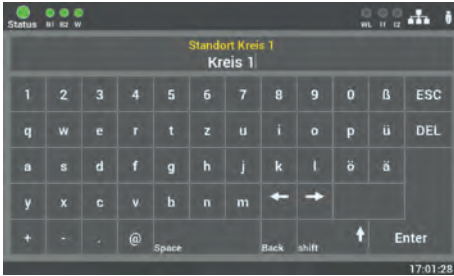 Status B1 B2 W WL I1 I2
Standort Kreis 1
Kreis 1
1 2 3 4 5 6 7 8 9 0 ß ESC
q w e r t z u i o p ü DEL
a s d f g h j k l ö ä
y x c v b n m ← →
+ - . @ Space Back shift ↑ Enter
17:01:28